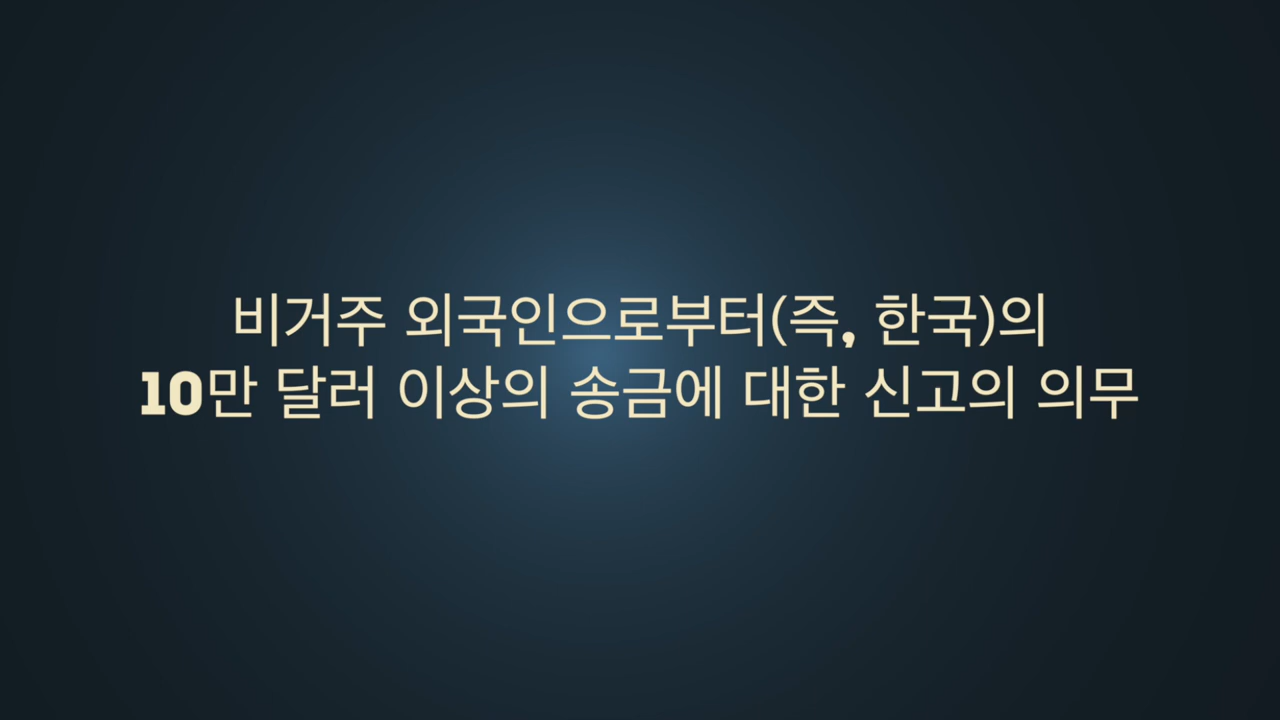 비거주 외국인으로부터(즉, 한국)의
10만 달러 이상의 송금에 대한 신고의 의무